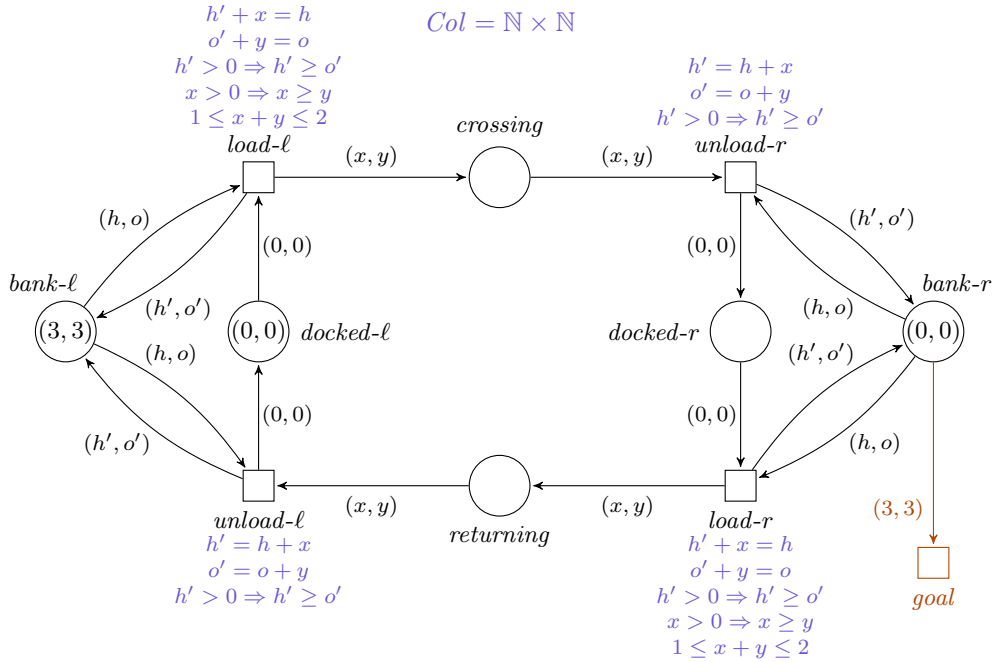 h′ + x = h
Col = ℕ × ℕ
o′ + y = o
h′ > 0 ⇒ h′ ≥ o′
x > 0 ⇒ x ≥ y
1 ≤ x + y ≤ 2
load-ℓ
h′ = h + x
o′ = o + y
h′ > 0 ⇒ h′ ≥ o′
unload-r
crossing
(x, y)
(x, y)
(h, o)
(h′, o′)
(0, 0)
(0, 0)
(h′, o′)
(h, o)
bank-ℓ
(3, 3)
(0, 0)
docked-ℓ
docked-r
bank-r
(0, 0)
(h, o)
(h′, o′)
(h′, o′)
(0, 0)
(0, 0)
(h, o)
(x, y)
(x, y)
(3, 3)
unload-ℓ
h′ = h + x
o′ = o + y
h′ > 0 ⇒ h′ ≥ o′
returning
load-r
h′ + x = h
o′ + y = o
h′ > 0 ⇒ h′ ≥ o′
x > 0 ⇒ x ≥ y
1 ≤ x + y ≤ 2
goal